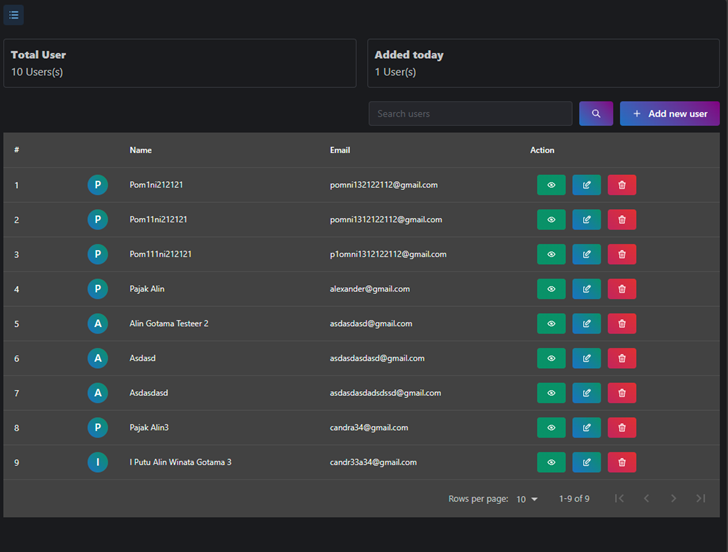 Total User
10 Users(s)
Added today
1 User(s)
Search users
Add new user
# Name Email Action
1 P Pom1ni212121 pomni132122112@gmail.com
2 P Pom11ni212121 pomni1312122112@gmail.com
3 P Pom111ni212121 p1omni1312122112@gmail.com
4 P Pajak Alin alexander@gmail.com
5 A Alin Gotama Testeer 2 asdasdasd@gmail.com
6 A Asdasd asdasdasdasd@gmail.com
7 A Asdasdasd asdasdasdadsdssd@gmail.com
8 P Pajak Alin3 candra34@gmail.com
9 I I Putu Alin Winata Gotama 3 candr33a34@gmail.com
Rows per page: 10 1-9 of 9